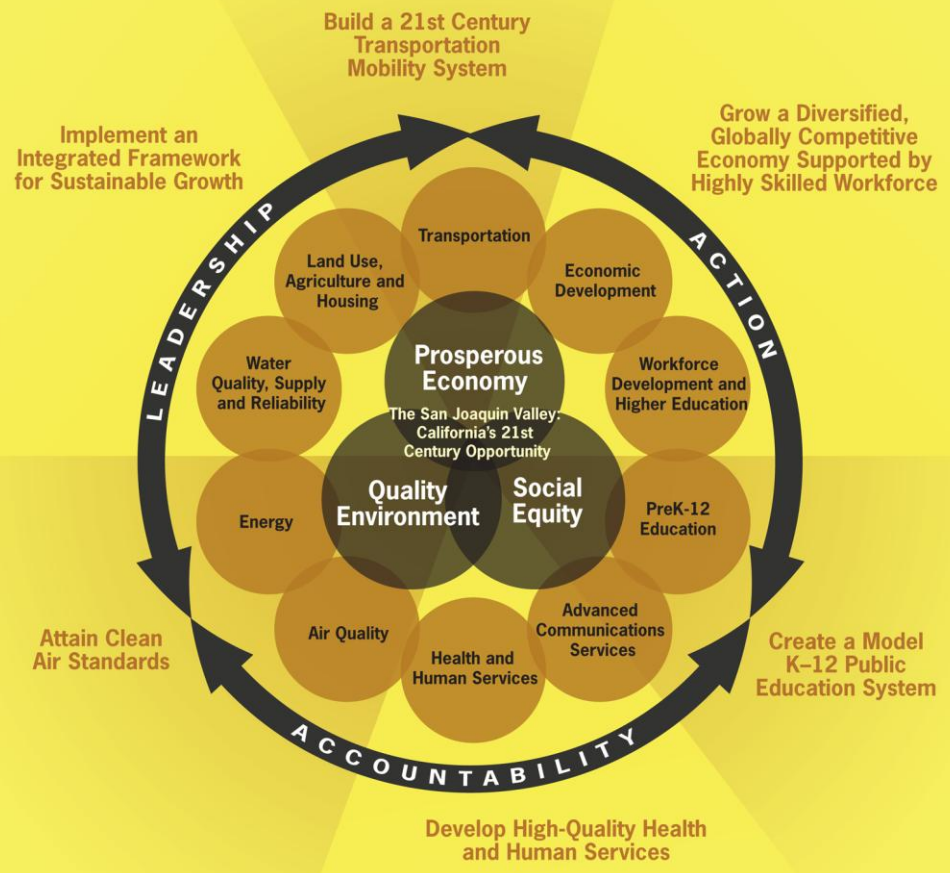 Build a 21st Century
Transportation
Mobility System
Implement an
Integrated Framework
for Sustainable Growth
Grow a Diversified,
Globally Competitive
Economy Supported by
Highly Skilled Workforce
LEADERSHIP
ACTION
Transportation
Land Use,
Agriculture and
Housing
Economic
Development
Water
Quality, Supply
and Reliability
Prosperous
Economy
Workforce
Development and
Higher Education
The San Joaquin Valley:
California's 21st
Century Opportunity
Quality
Environment
Social
Equity
Energy
PreK-12
Education
Air Quality
Health and
Human Services
Advanced
Communications
Services
Attain Clean
Air Standards
Create a Model
K–12 Public
Education System
ACCOUNTABILITY
Develop High-Quality Health
and Human Services